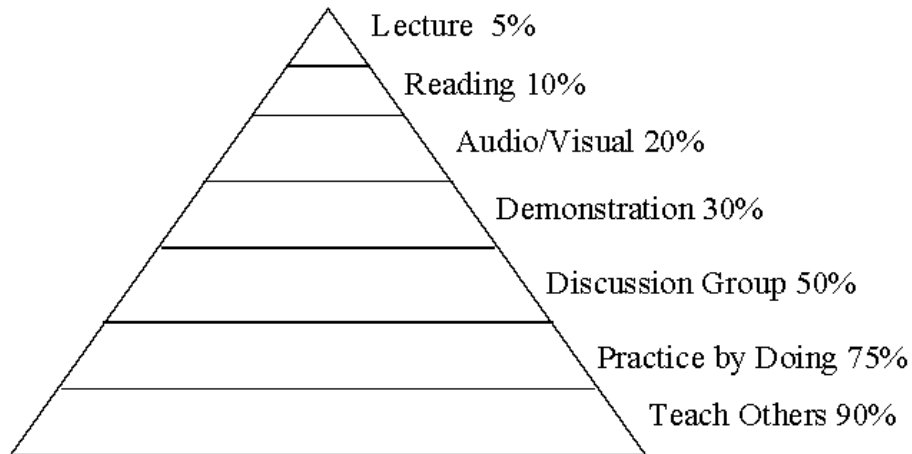 Lecture 5%
Reading 10%
Audio/Visual 20%
Demonstration 30%
Discussion Group 50%
Practice by Doing 75%
Teach Others 90%